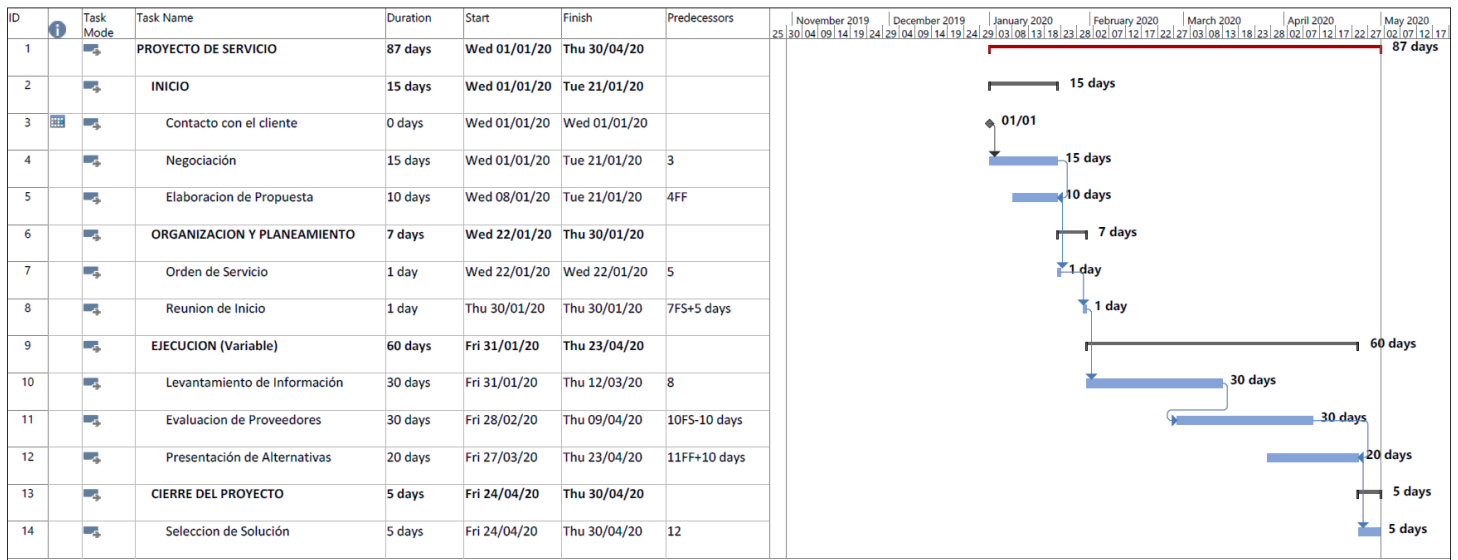 ID Task Mode Task Name Duration Start Finish Predecessors
November 2019 December 2019 January 2020 February 2020 March 2020 April 2020 May 2020
25 30 04 09 14 19 24 29 04 09 14 19 24 29 03 08 13 18 23 28 02 07 12 17 22 27 03 08 13 18 23 28 02 07 12 17 22 27 02 07 12 17
1 PROYECTO DE SERVICIO 87 days Wed 01/01/20 Thu 30/04/20 87 days
2 INICIO 15 days Wed 01/01/20 Tue 21/01/20 15 days
3 Contacto con el cliente 0 days Wed 01/01/20 Wed 01/01/20 01/01
4 Negociación 15 days Wed 01/01/20 Tue 21/01/20 3 15 days
5 Elaboracion de Propuesta 10 days Wed 08/01/20 Tue 21/01/20 4FF 10 days
6 ORGANIZACION Y PLANEAMIENTO 7 days Wed 22/01/20 Thu 30/01/20 7 days
7 Orden de Servicio 1 day Wed 22/01/20 Wed 22/01/20 5 1 day
8 Reunion de Inicio 1 day Thu 30/01/20 Thu 30/01/20 7FS+5 days 1 day
9 EJECUCION (Variable) 60 days Fri 31/01/20 Thu 23/04/20 60 days
10 Levantamiento de Información 30 days Fri 31/01/20 Thu 12/03/20 8 30 days
11 Evaluacion de Proveedores 30 days Fri 28/02/20 Thu 09/04/20 10FS-10 days 30 days
12 Presentación de Alternativas 20 days Fri 27/03/20 Thu 23/04/20 11FF+10 days 20 days
13 CIERRE DEL PROYECTO 5 days Fri 24/04/20 Thu 30/04/20 5 days
14 Seleccion de Solución 5 days Fri 24/04/20 Thu 30/04/20 12 5 days